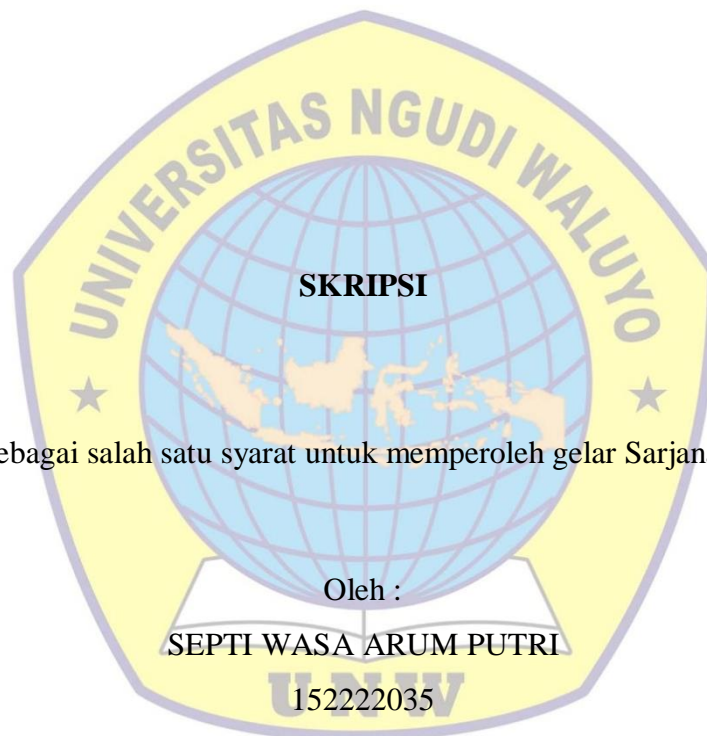 UNIVERSITAS NGUDI WALUYO
SKRIPSI
ebagai salah satu syarat untuk memperoleh gelar Sarjan
Oleh :
SEPTI WASA ARUM PUTRI
UNW
152222035